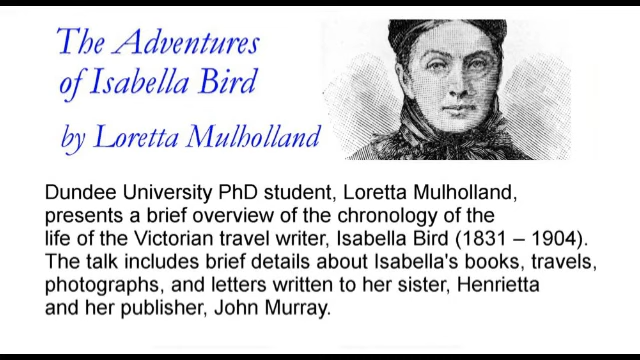 The Adventures
of Isabella Bird
by Loretta Mulholland
Dundee University PhD student, Loretta Mulholland,
presents a brief overview of the chronology of the
life of the Victorian travel writer, Isabella Bird (1831 – 1904).
The talk includes brief details about Isabella's books, travels,
photographs, and letters written to her sister, Henrietta
and her publisher, John Murray.